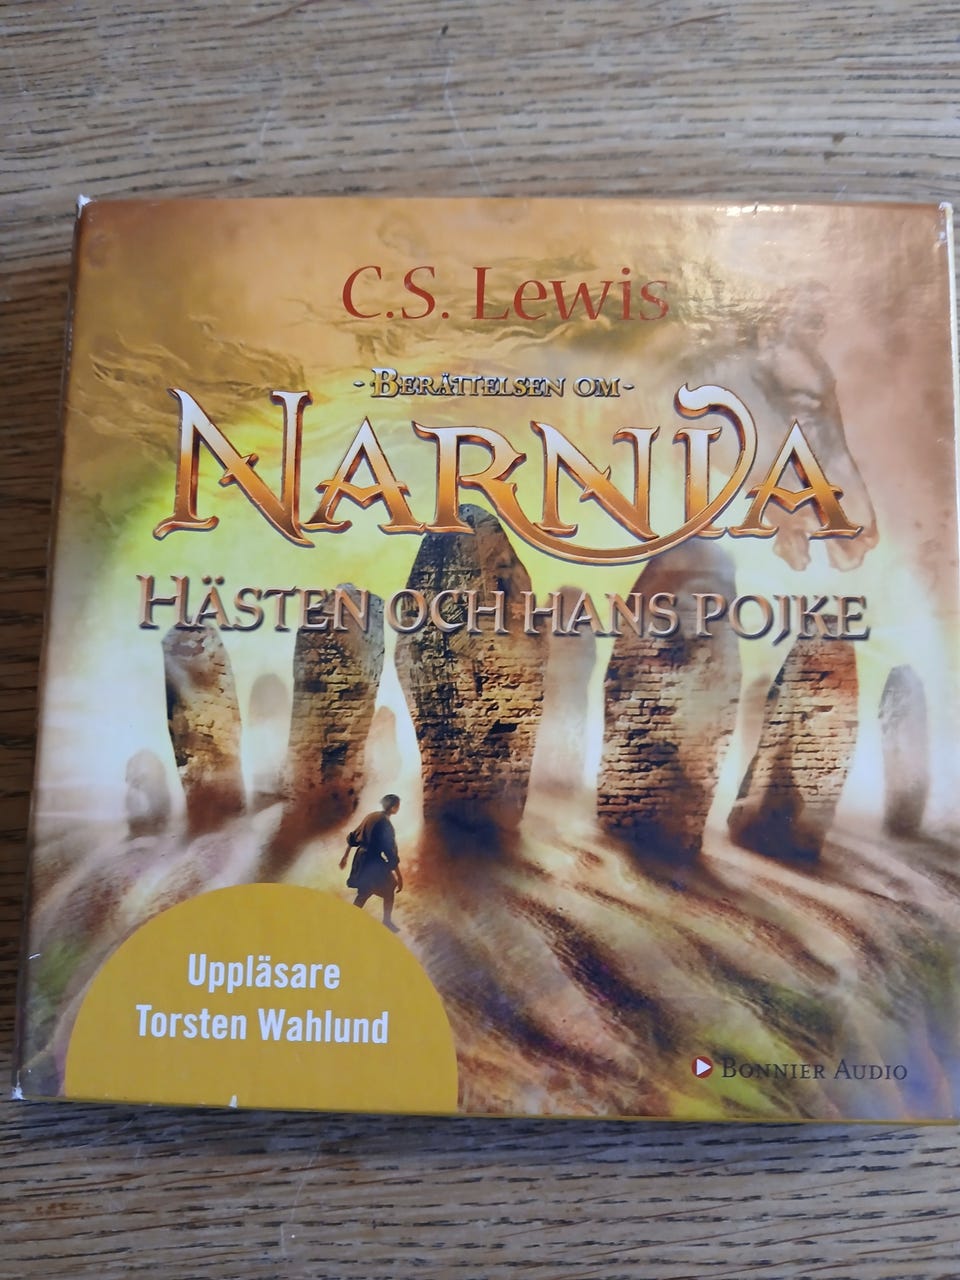 C.S. Lewis
- BERÄTTELSEN OM -
NARNIA
HÄSTEN OCH HANS POJKE
Uppläsare
Torsten Wahlund
BONNIER AUDIO